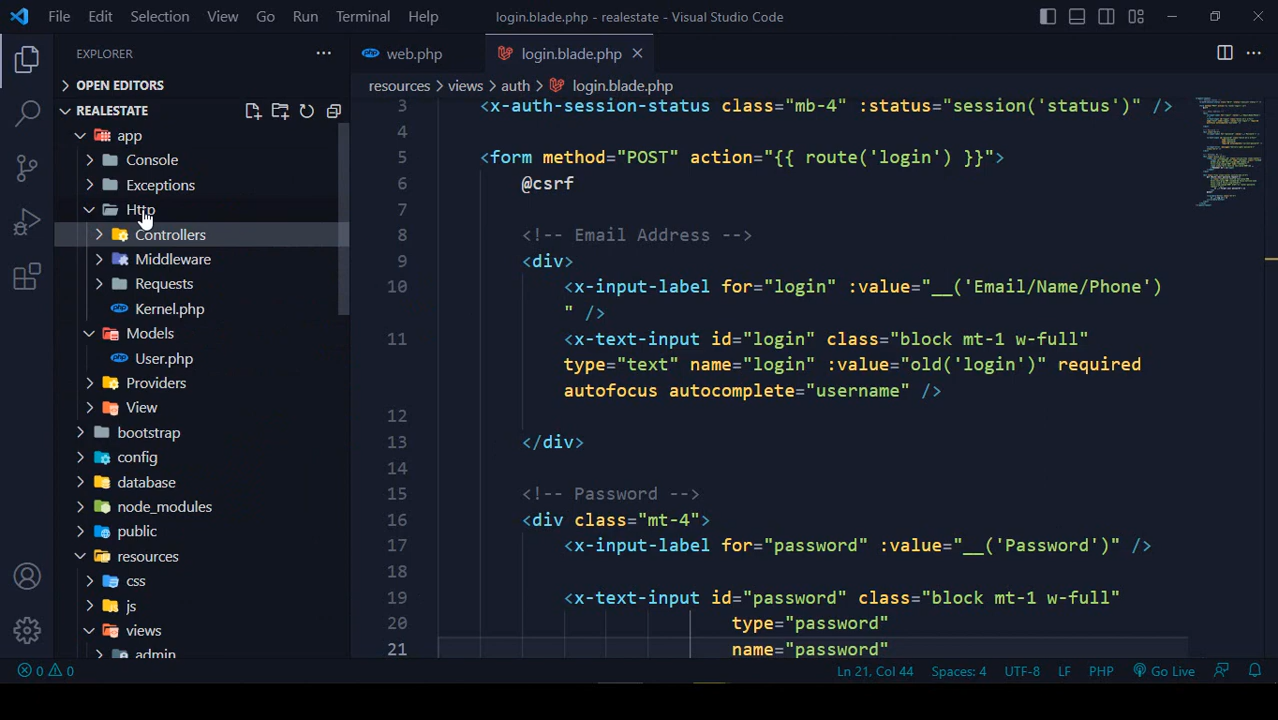 File Edit Selection View Go Run Terminal Help login.blade.php - realestate - Visual Studio Code
EXPLORER
OPEN EDITORS
REALESTATE
app
Console
Exceptions
Http
Controllers
Middleware
Requests
Kernel.php
Models
User.php
Providers
View
bootstrap
config
database
node_modules
public
resources
css
js
views
admin
web.php login.blade.php
resources > views > auth > login.blade.php
3 <x-auth-session-status class="mb-4" :status="session('status')" />
4
5 <form method="POST" action="{{ route('login') }}">
6 @csrf
7
8 <!-- Email Address -->
9 <div>
10 <x-input-label for="login" :value="__('Email/Name/Phone')
" />
11 <x-text-input id="login" class="block mt-1 w-full"
type="text" name="login" :value="old('login')" required
autofocus autocomplete="username" />
12
13 </div>
14
15 <!-- Password -->
16 <div class="mt-4">
17 <x-input-label for="password" :value="__('Password')" />
18
19 <x-text-input id="password" class="block mt-1 w-full"
20 type="password"
21 name="password"
0 0 Ln 21, Col 44 Spaces: 4 UTF-8 LF PHP Go Live